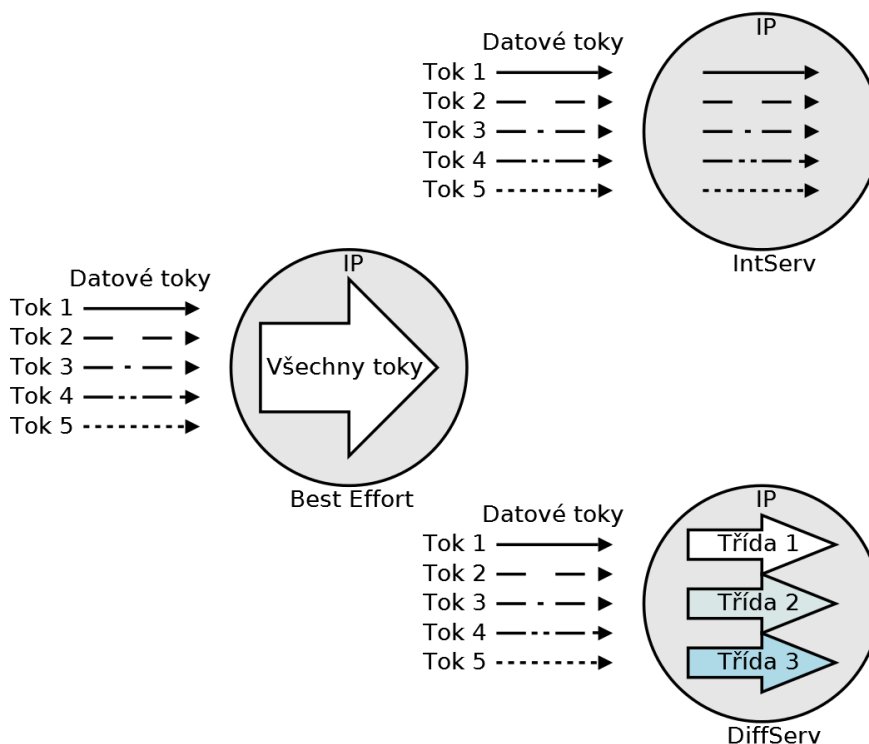 IP
Datové toky
Tok 1
Tok 2
Tok 3
Tok 4
Tok 5
IntServ
IP
Datové toky
Tok 1
Tok 2
Tok 3
Tok 4
Tok 5
Všechny toky
Best Effort
IP
Datové toky
Tok 1
Tok 2
Tok 3
Tok 4
Tok 5
Třída 1
Třída 2
Třída 3
DiffServ